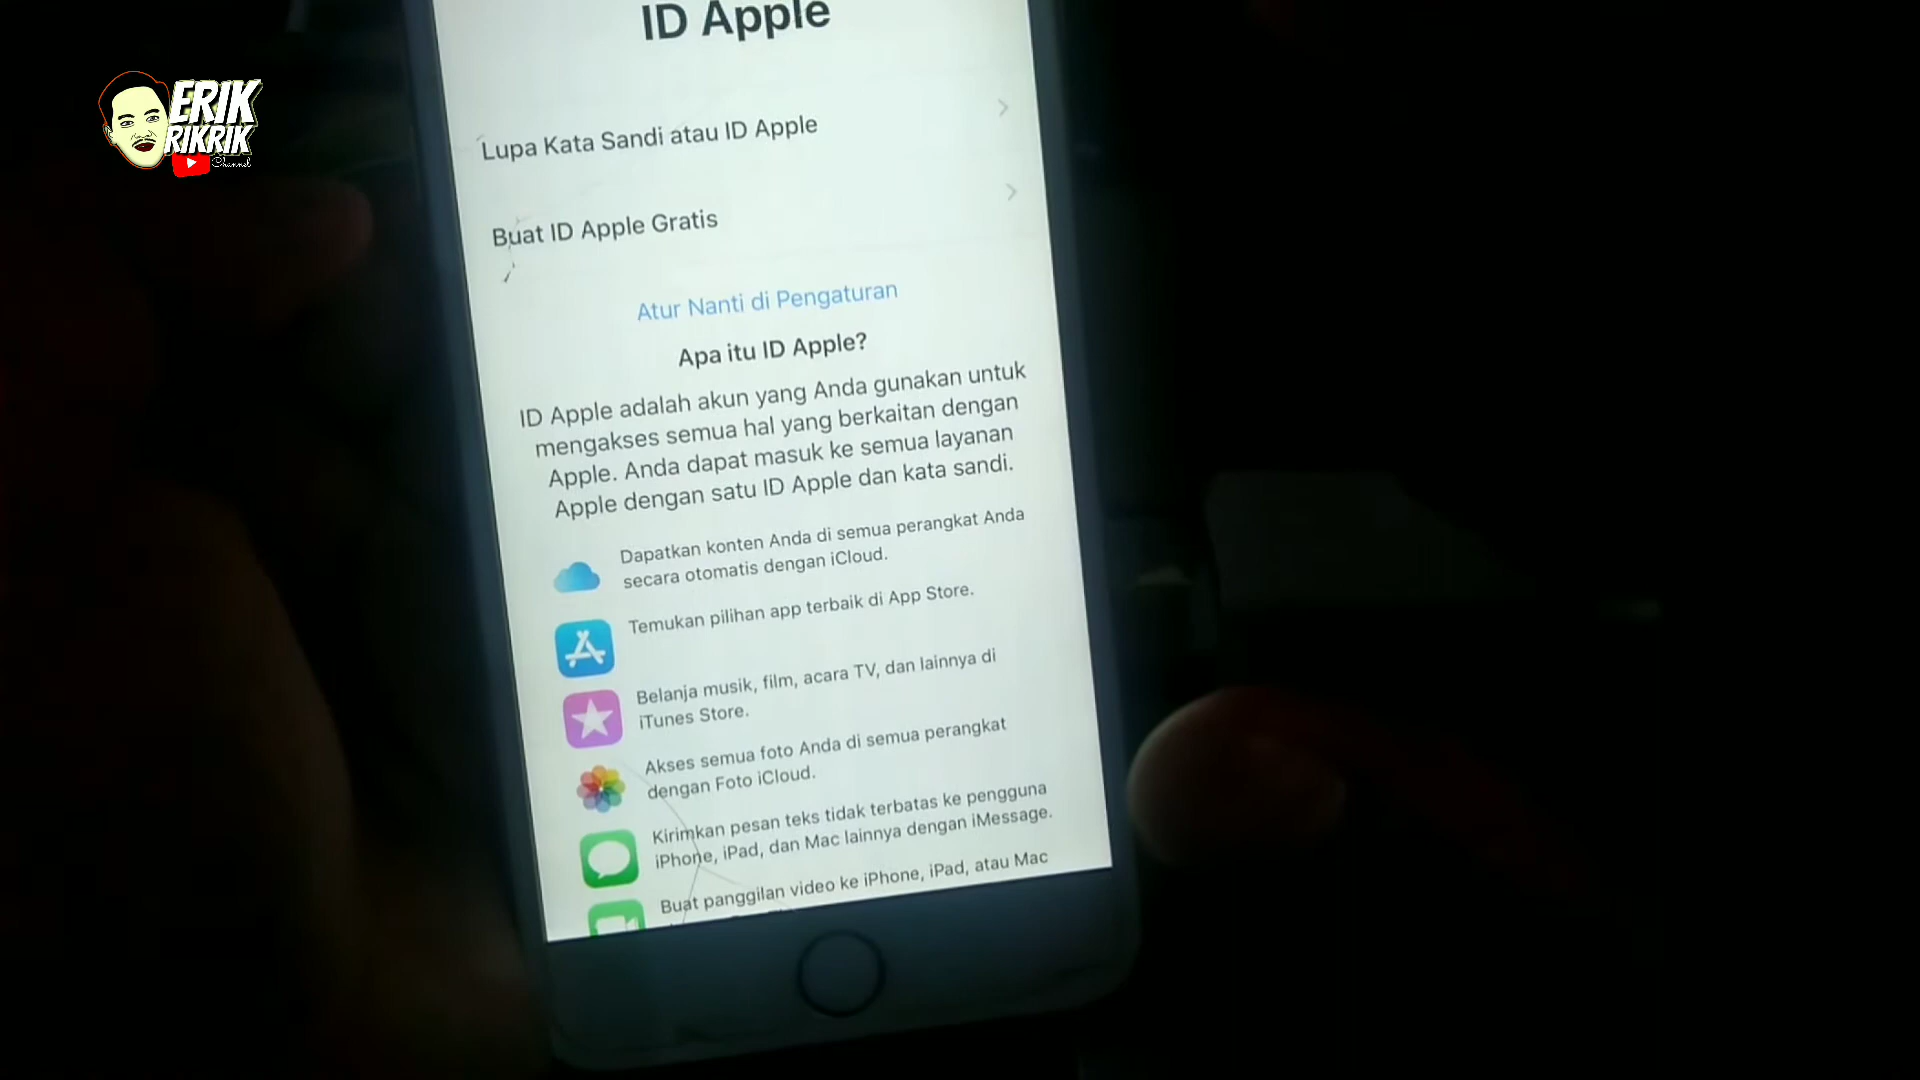 ID Apple
ERIK
RIKRIK
Channel
Lupa Kata Sandi atau ID Apple
Buat ID Apple Gratis
Atur Nanti di Pengaturan
Apa itu ID Apple?
ID Apple adalah akun yang Anda gunakan untuk
mengakses semua hal yang berkaitan dengan
Apple. Anda dapat masuk ke semua layanan
Apple dengan satu ID Apple dan kata sandi.
Dapatkan konten Anda di semua perangkat Anda
secara otomatis dengan iCloud.
Temukan pilihan app terbaik di App Store.
Belanja musik, film, acara TV, dan lainnya di
iTunes Store.
Akses semua foto Anda di semua perangkat
dengan Foto iCloud.
Kirimkan pesan teks tidak terbatas ke pengguna
iPhone, iPad, dan Mac lainnya dengan iMessage.
Buat panggilan video ke iPhone, iPad, atau Mac